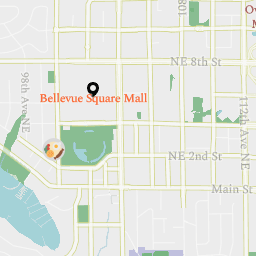 108
Ov
M
NE 8th St
98th Ave NE
Bellevue Square Mall
112th Ave NE
NE 2nd St
Main St